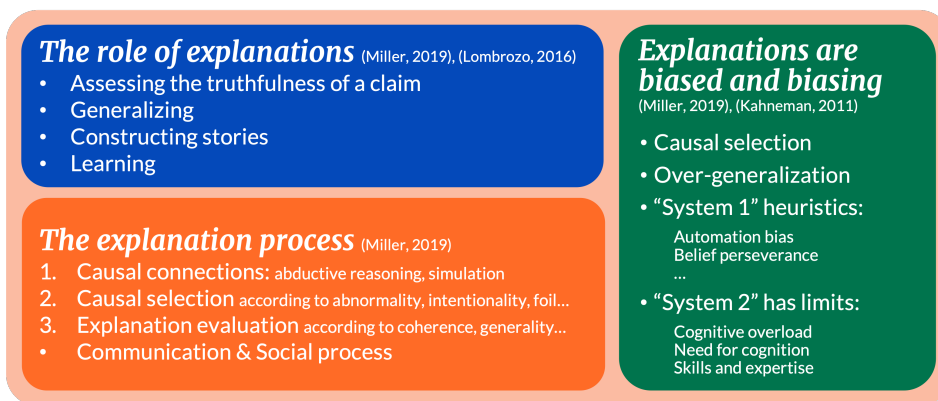 The role of explanations (Miller, 2019), (Lombrozo, 2016)
• Assessing the truthfulness of a claim
• Generalizing
• Constructing stories
• Learning
The explanation process (Miller, 2019)
1. Causal connections: abductive reasoning, simulation
2. Causal selection according to abnormality, intentionality, foil...
3. Explanation evaluation according to coherence, generality...
• Communication & Social process
Explanations are
biased and biasing
(Miller, 2019), (Kahneman, 2011)
• Causal selection
• Over-generalization
• “System 1” heuristics:
Automation bias
Belief perseverance
...
• “System 2” has limits:
Cognitive overload
Need for cognition
Skills and expertise